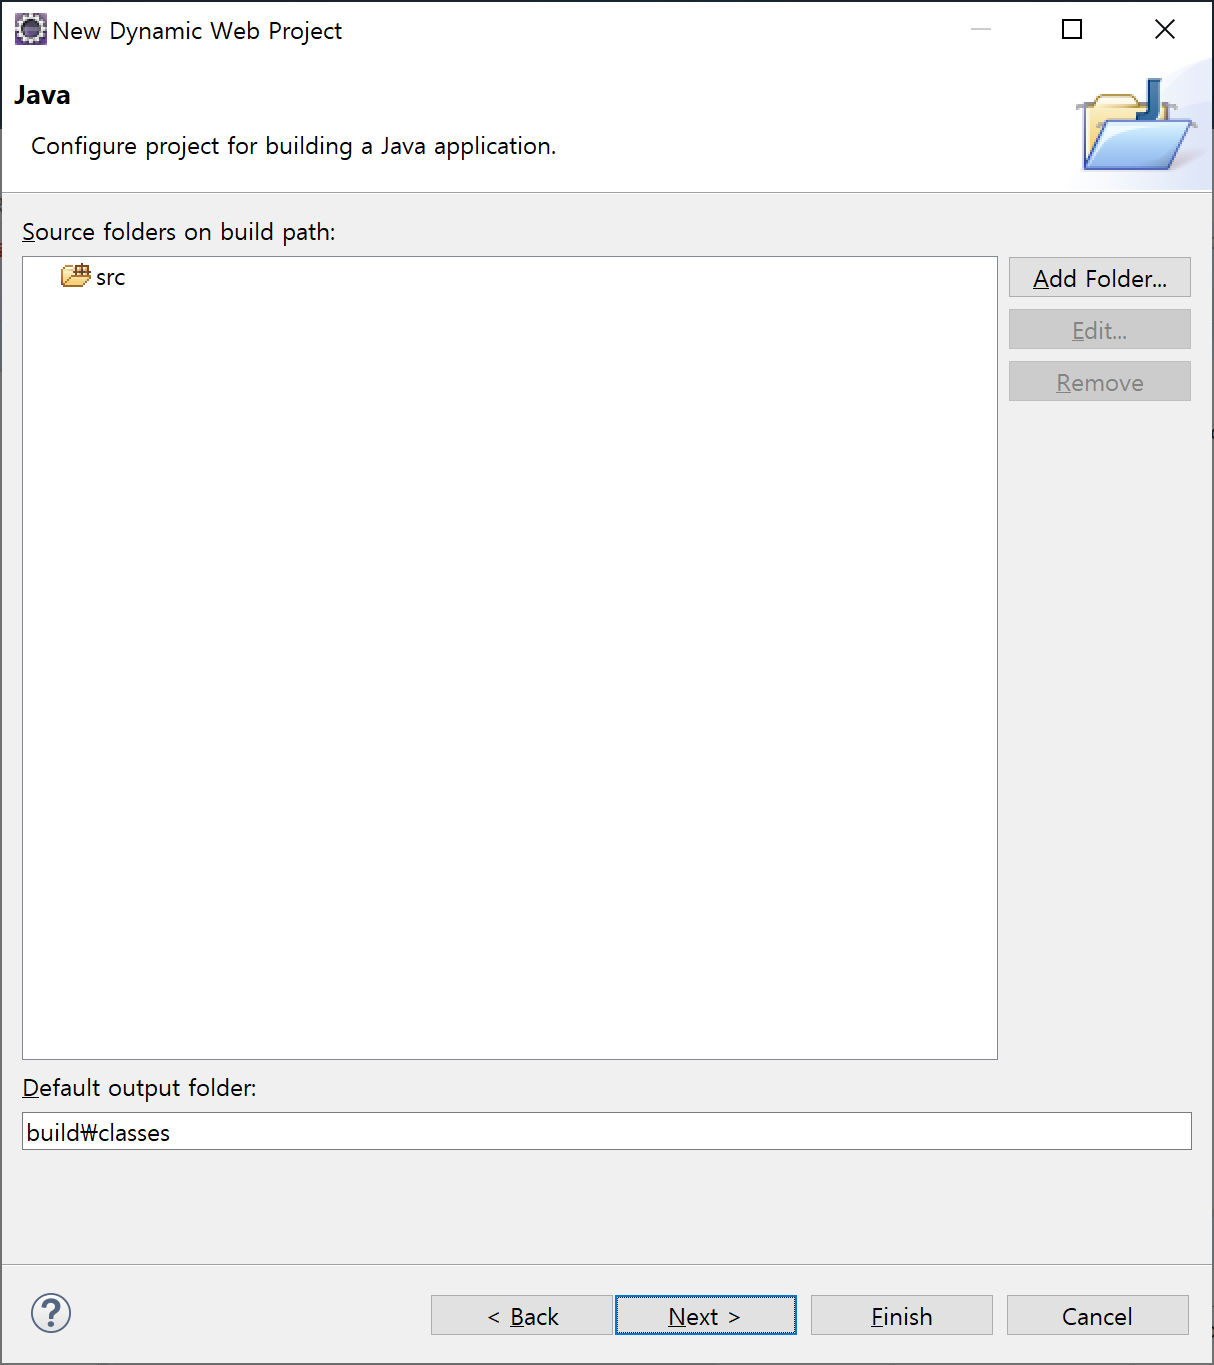 New Dynamic Web Project
Java
Configure project for building a Java application.
Source folders on build path:
src
Add Folder...
Edit...
Remove
Default output folder:
build₩classes
?
< Back
Next >
Finish
Cancel